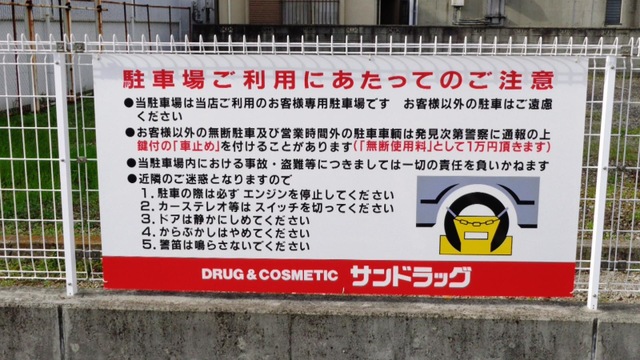 駐車場ご利用にあたってのご注意
●当駐車場は当店ご利用のお客様専用駐車場です　お客様以外の駐車はご遠慮
ください
●お客様以外の無断駐車及び営業時間外の駐車車輌は発見次第警察に通報の上
鍵付の「車止め」を付けることがあります(「無断使用料」として1万円頂きます)
●当駐車場内における事故・盗難等につきましては一切の責任を負いかねます
●近隣のご迷惑となりますので
1. 駐車の際は必ず エンジンを停止してください
2. カーステレオ等は スイッチを切ってください
3. ドアは静かにしめてください
4. からぶかしはやめてください
5. 警笛は鳴らさないでください
DRUG & COSMETIC サンドラッグ